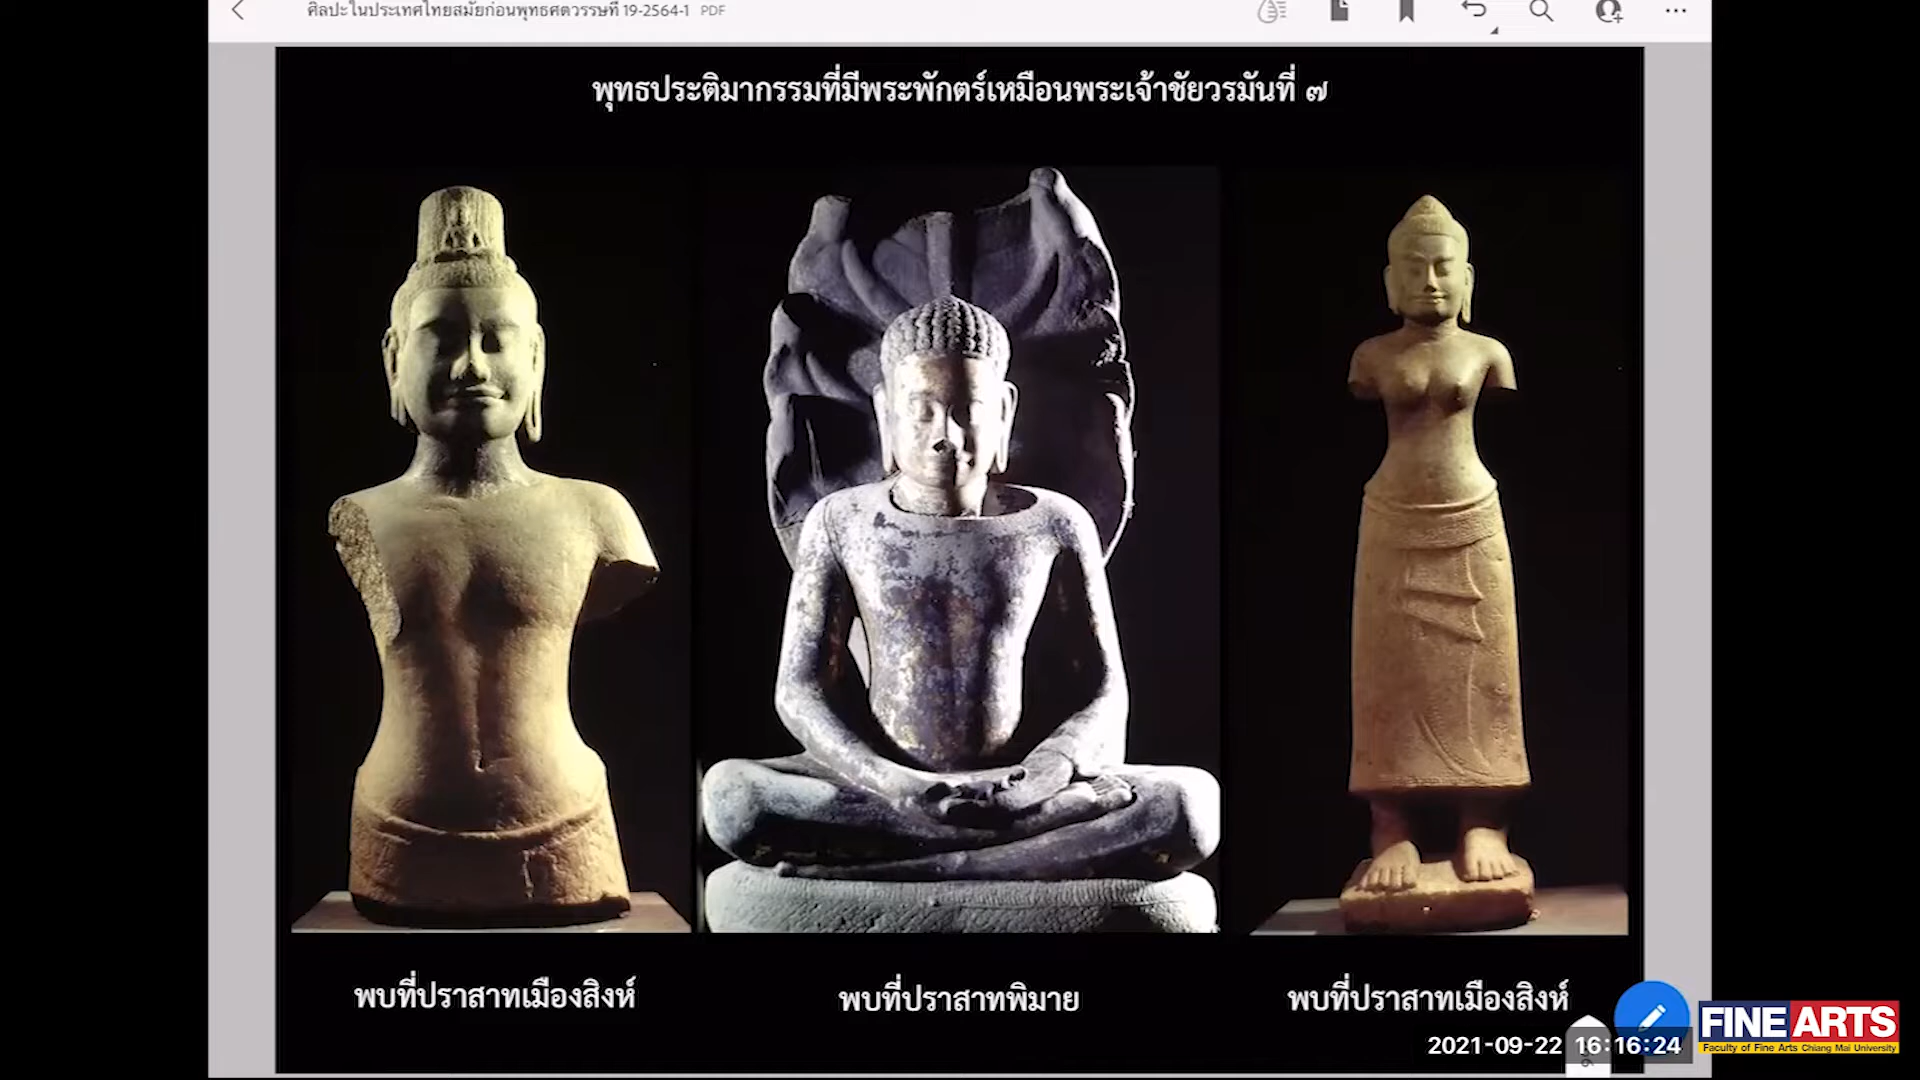 ศิลปะในประเทศไทยสมัยก่อนพุทธศตวรรษที่ 19-2564-1 PDF
พุทธประติมากรรมที่มีพระพักตร์เหมือนพระเจ้าชัยวรมันที่ ๗
พบที่ปราสาทเมืองสิงห์
พบที่ปราสาทพิมาย
พบที่ปราสาทเมืองสิงห์
2021-09-22 16:16:24
FINE ARTS
Faculty of Fine Arts Chiang Mai University